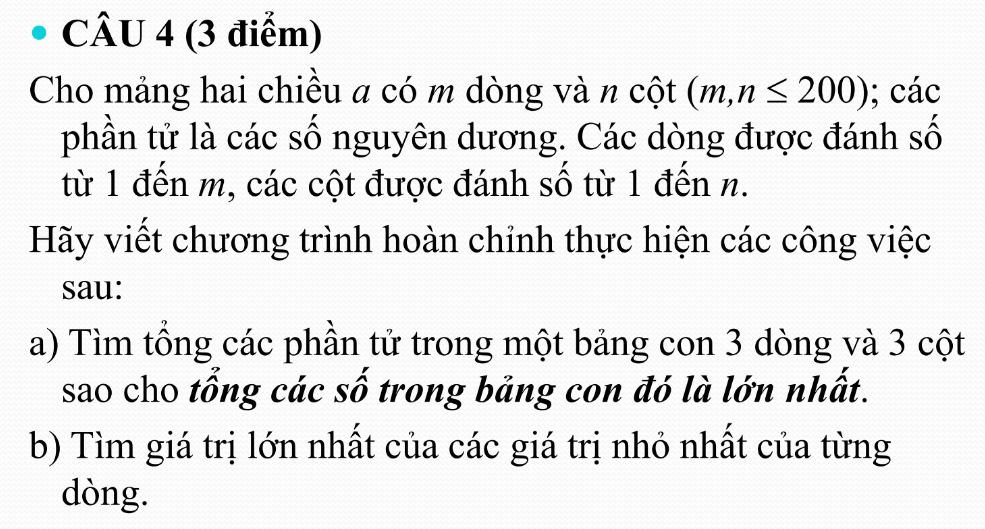 • CÂU 4 (3 điểm)
Cho mảng hai chiều a có m dòng và n cột (m,n ≤ 200); các
phần tử là các số nguyên dương. Các dòng được đánh số
từ 1 đến m, các cột được đánh số từ 1 đến n.
Hãy viết chương trình hoàn chỉnh thực hiện các công việc
sau:
a) Tìm tổng các phần tử trong một bảng con 3 dòng và 3 cột
sao cho tổng các số trong bảng con đó là lớn nhất.
b) Tìm giá trị lớn nhất của các giá trị nhỏ nhất của từng
dòng.